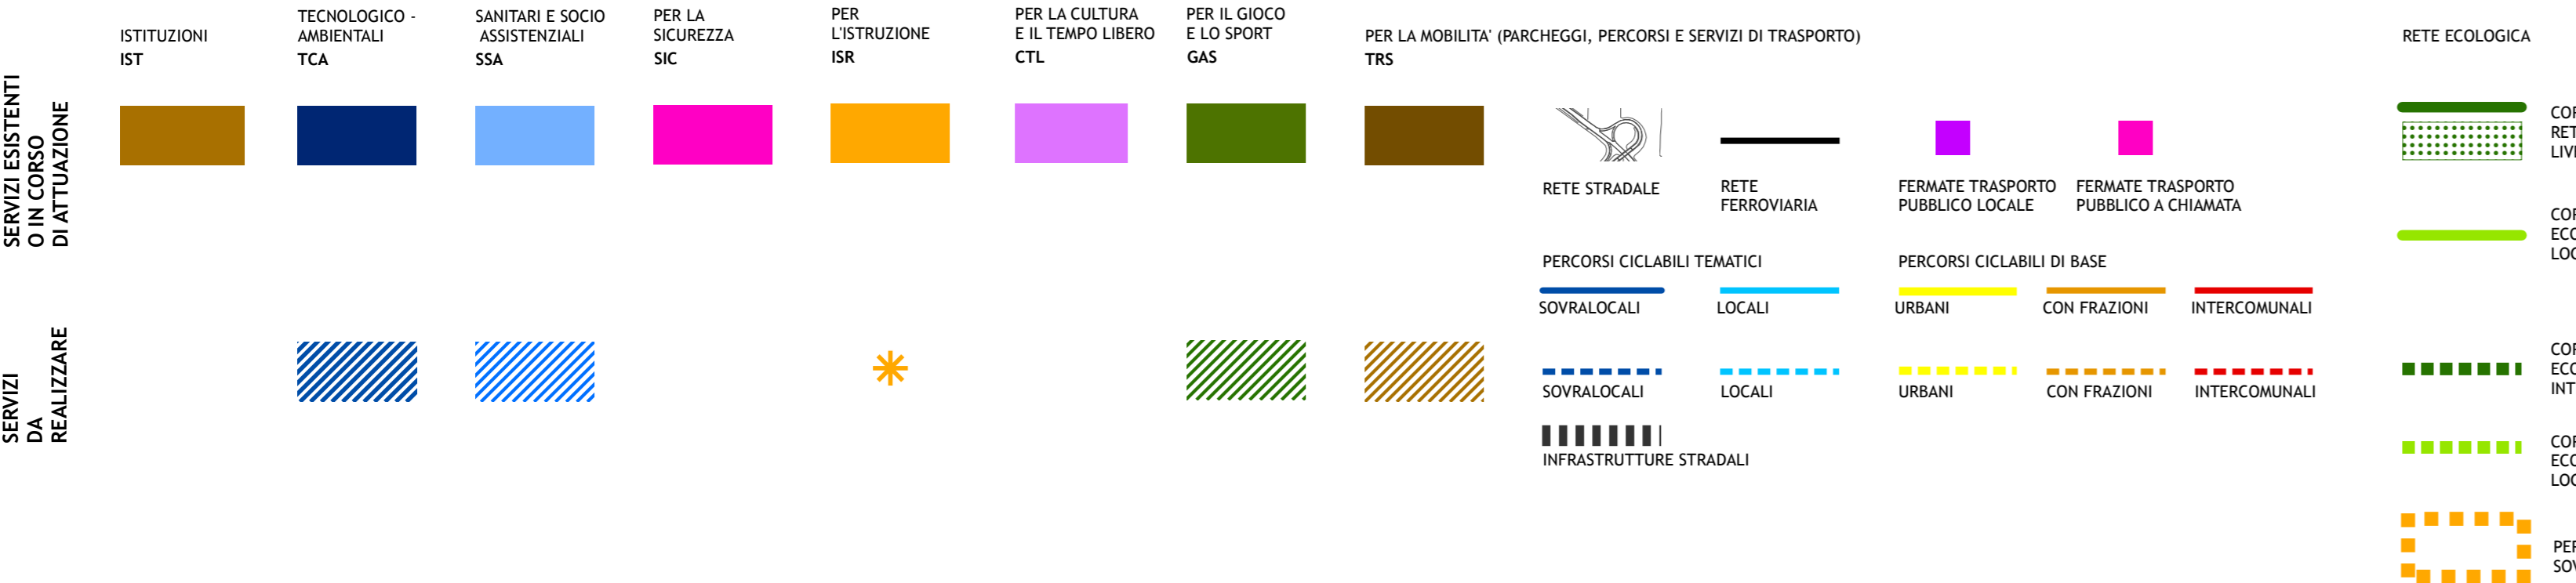 ISTITUZIONI
IST
TECNOLOGICO -
AMBIENTALI
TCA
SANITARI E SOCIO
ASSISTENZIALI
SSA
PER LA
SICUREZZA
SIC
PER
L'ISTRUZIONE
ISR
PER LA CULTURA
E IL TEMPO LIBERO
CTL
PER IL GIOCO
E LO SPORT
GAS
PER LA MOBILITA' (PARCHEGGI, PERCORSI E SERVIZI DI TRASPORTO)
TRS
RETE ECOLOGICA
SERVIZI ESISTENTI
O IN CORSO
DI ATTUAZIONE
RETE STRADALE
RETE
FERROVIARIA
FERMATE TRASPORTO
PUBBLICO LOCALE
FERMATE TRASPORTO
PUBBLICO A CHIAMATA
PERCORSI CICLABILI TEMATICI
PERCORSI CICLABILI DI BASE
SOVRALOCALI
LOCALI
URBANI
CON FRAZIONI
INTERCOMUNALI
SERVIZI
DA
REALIZZARE
SOVRALOCALI
LOCALI
URBANI
CON FRAZIONI
INTERCOMUNALI
INFRASTRUTTURE STRADALI